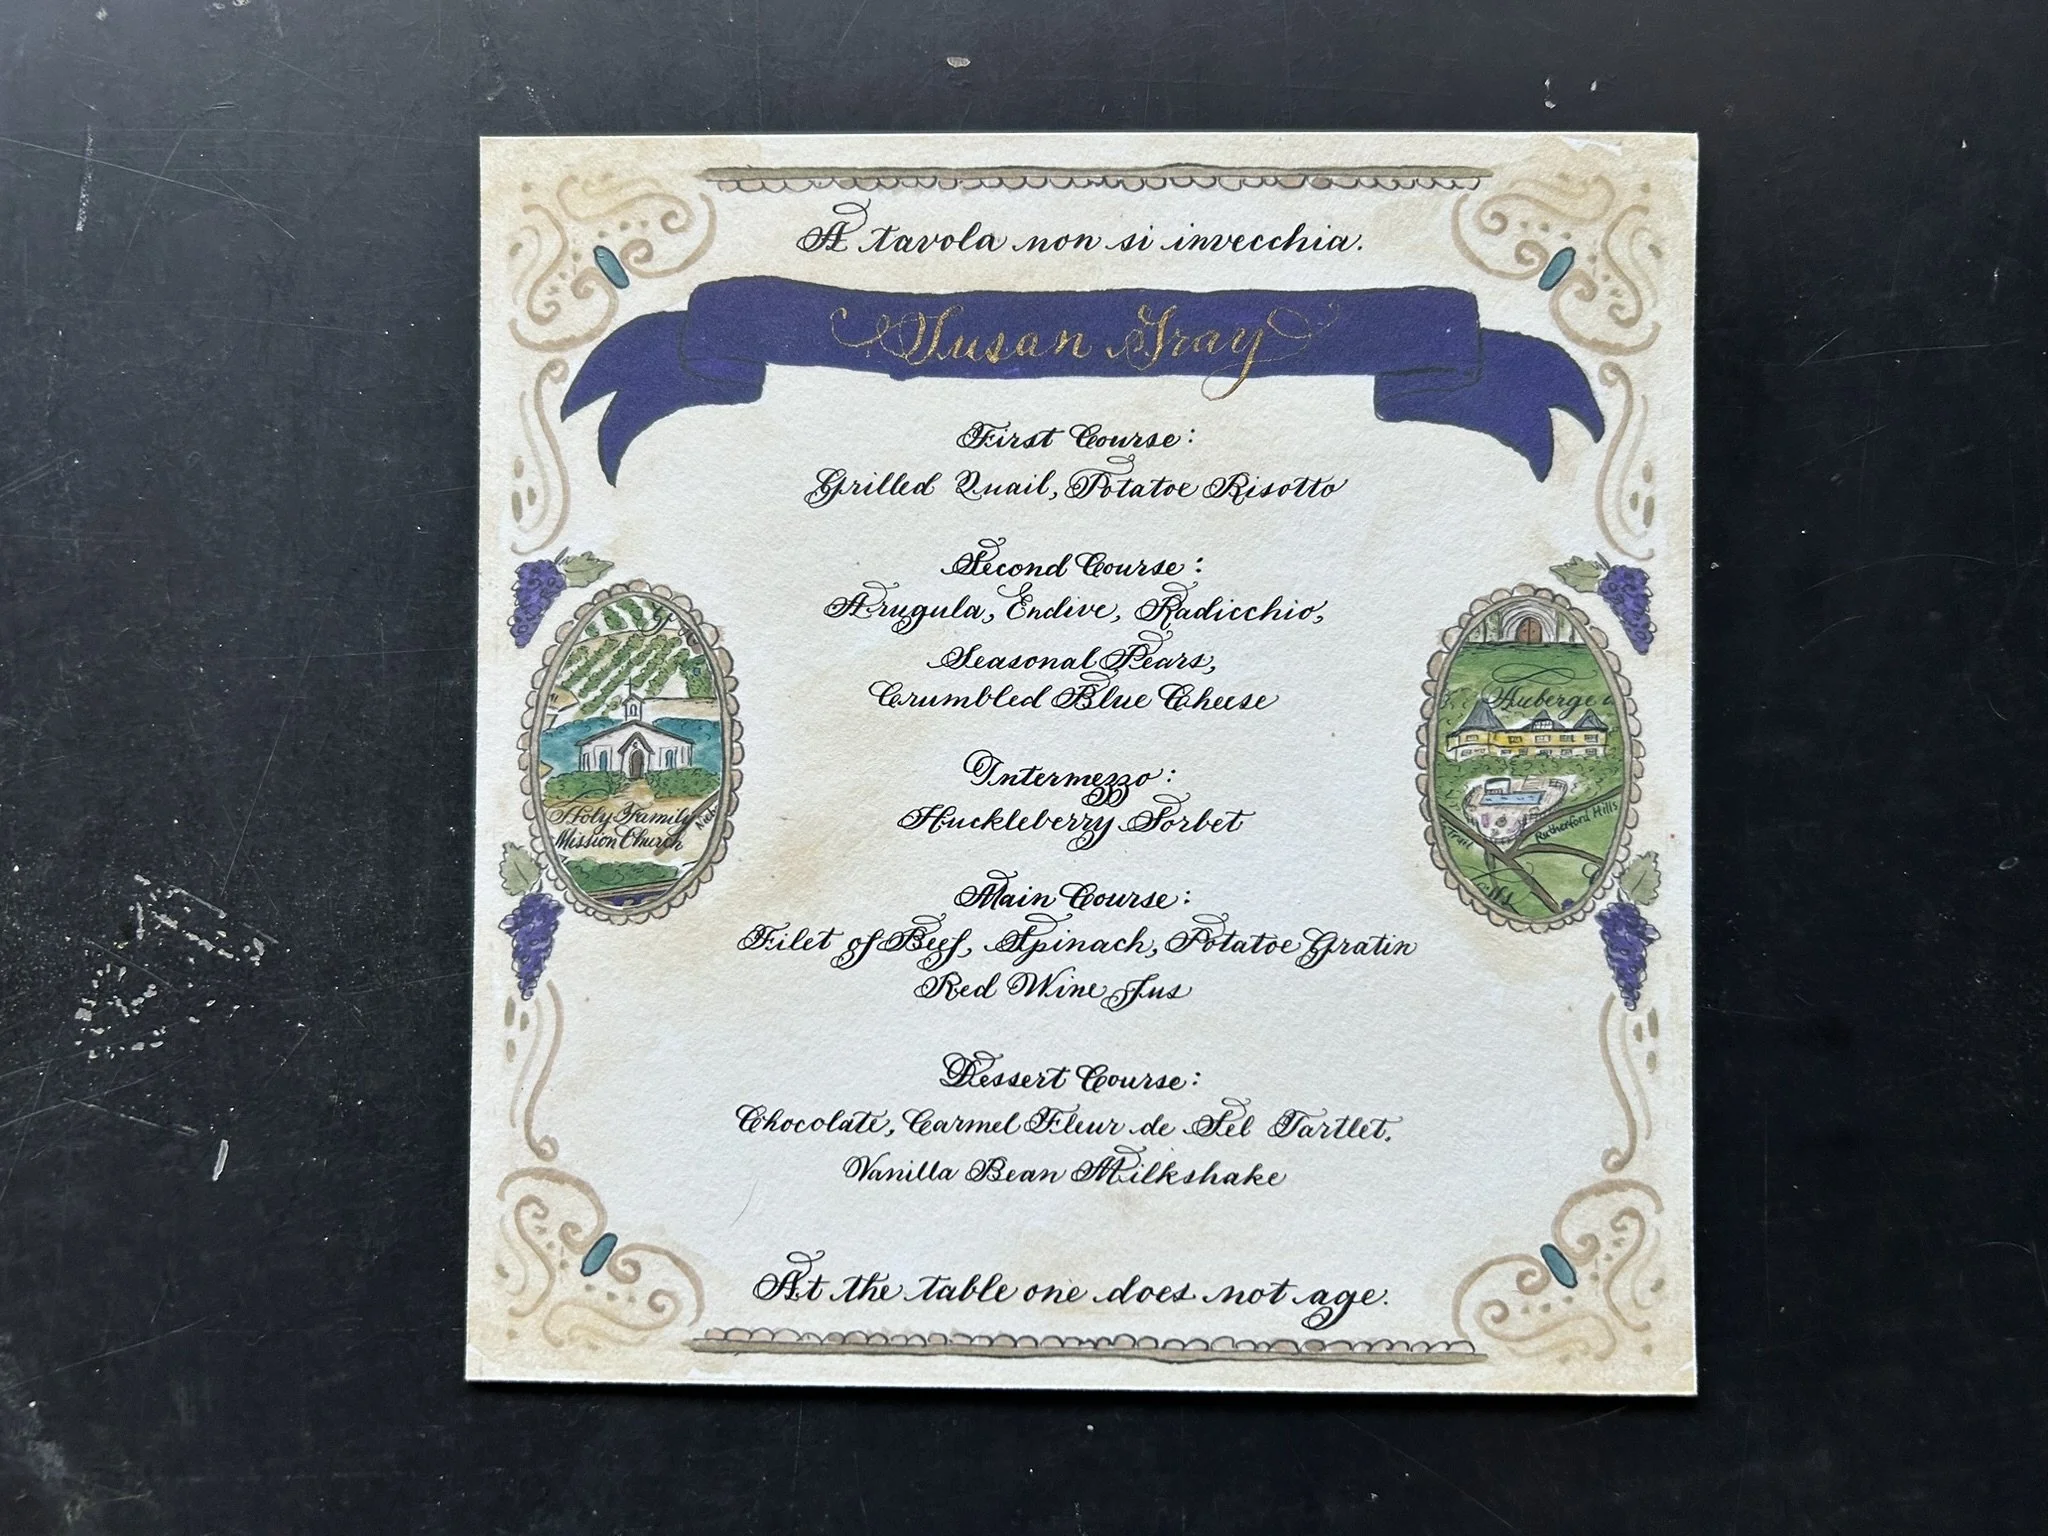 A tavola non si invecchia.
Susan Gray
First Course:
Grilled Quail, Potatoe Risotto
Second Course:
Arugula, Endive, Radicchio,
Seasonal Pears,
Crumbled Blue Cheese
Intermezzo:
Huckleberry Sorbet
Main Course:
Filet of Beef, Spinach, Potatoe Gratin
Red Wine Jus
Dessert Course:
Chocolate, Carmel Fleur de Sel Tartlet,
Vanilla Bean Milkshake
At the table one does not age.
Holy Family
Mission Church
Auberge
Rutherford Hills
Trail